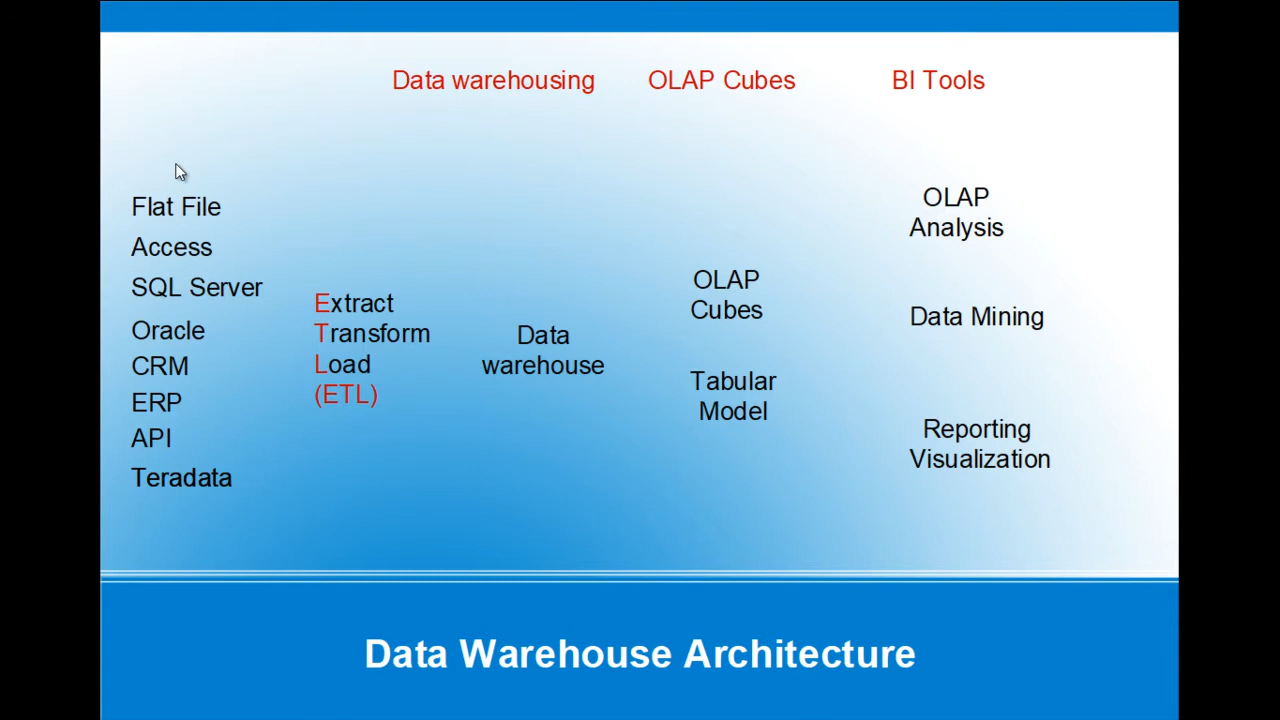 Data warehousing
OLAP Cubes
BI Tools
Flat File
Access
SQL Server
Oracle
CRM
ERP
API
Teradata
Extract
Transform
Load
(ETL)
Data
warehouse
OLAP
Cubes
Tabular
Model
OLAP
Analysis
Data Mining
Reporting
Visualization
Data Warehouse Architecture